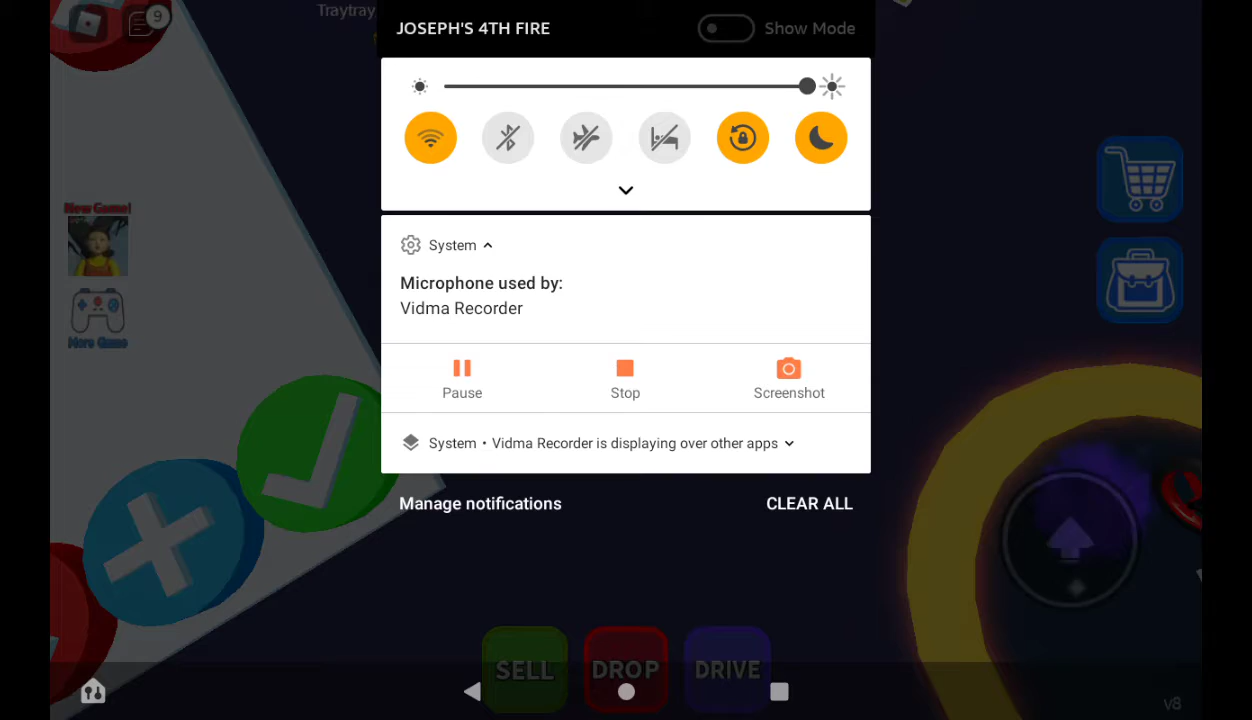 Traytray
9
JOSEPH'S 4TH FIRE
Show Mode
New Game!
More Game
System
Microphone used by:
Vidma Recorder
Pause
Stop
Screenshot
System • Vidma Recorder is displaying over other apps
Manage notifications
CLEAR ALL
SELL
DROP
DRIVE
V8